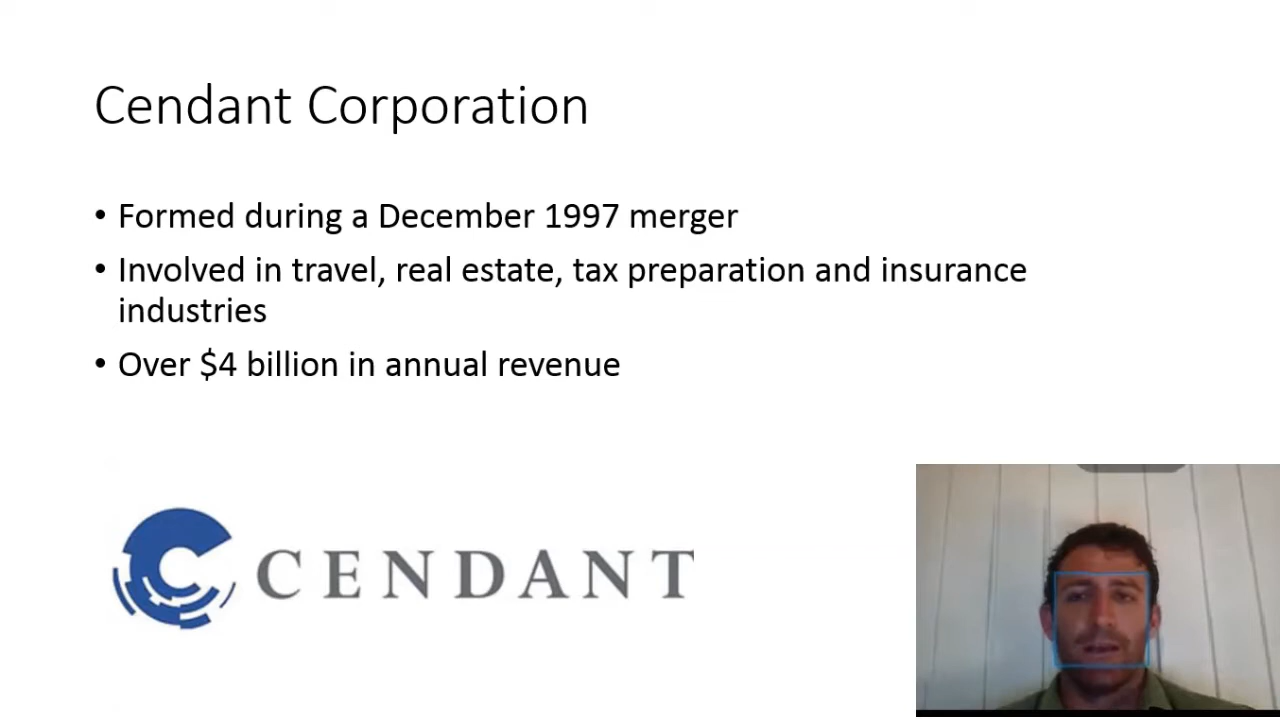 Cendant Corporation
• Formed during a December 1997 merger
• Involved in travel, real estate, tax preparation and insurance
industries
• Over $4 billion in annual revenue
CENDANT